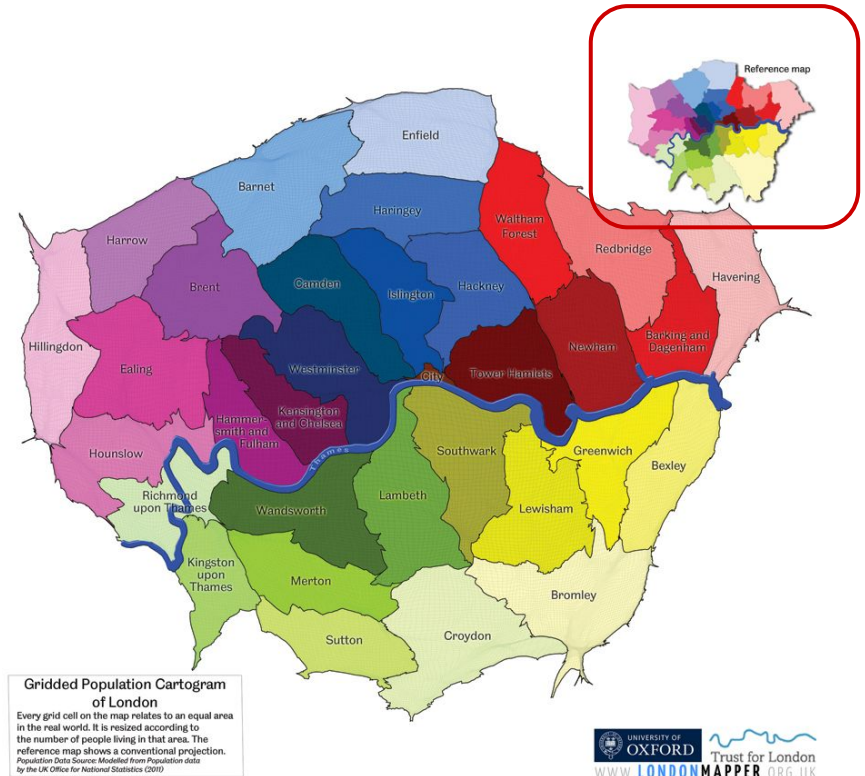 Reference map
Enfield
Barnet
Haringey
Waltham
Forest
Redbridge
Harrow
Havering
Brent
Camden
Islington
Hackney
Hillingdon
Ealing
Westminster
City
Tower Hamlets
Newham
Barking and
Dagenham
Hammer-
smith and
Fulham
Kensington
and Chelsea
Hounslow
Thames
Southwark
Greenwich
Bexley
Richmond
upon Thames
Wandsworth
Lambeth
Lewisham
Kingston
upon
Thames
Merton
Bromley
Sutton
Croydon
Gridded Population Cartogram
of London
Every grid cell on the map relates to an equal area
in the real world. It is resized according to
the number of people living in that area. The
reference map shows a conventional projection.
Population Data Source: Modelled from Population data
by the UK Office for National Statistics (2011)
UNIVERSITY OF
OXFORD
Trust for London
WWW.LONDONMAPPER.ORG.UK